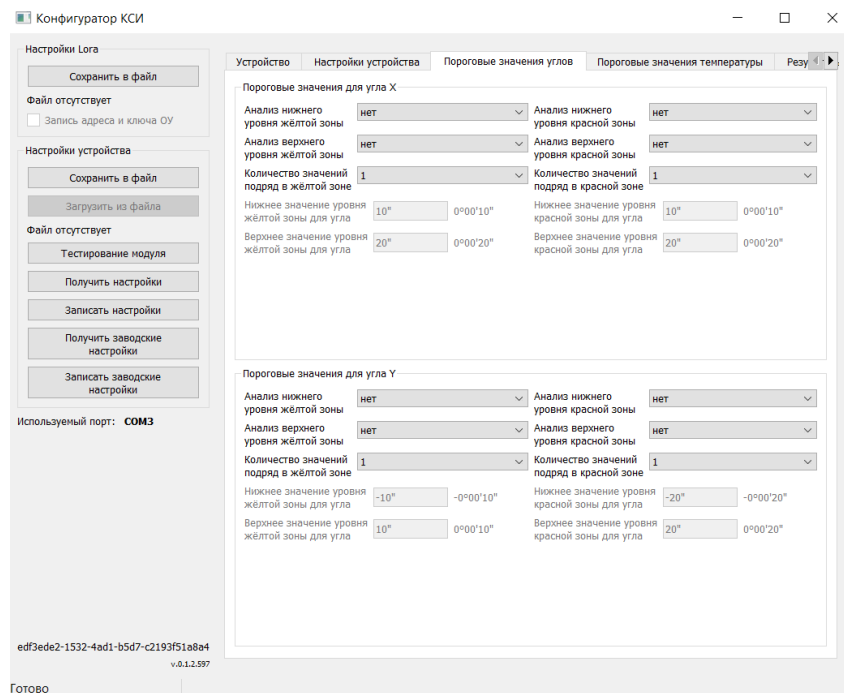 Конфигуратор КСИ
Настройки Lora
Сохранить в файл
Файл отсутствует
Запись адреса и ключа ОУ
Настройки устройства
Сохранить в файл
Загрузить из файла
Файл отсутствует
Тестирование модуля
Получить настройки
Записать настройки
Получить заводские
настройки
Записать заводские
настройки
Используемый порт: COM3
edf3ede2-1532-4ad1-b5d7-c2193f51a8a4
v.0.1.2.597
Готово
Устройство Настройки устройства Пороговые значения углов Пороговые значения температуры Резу
Пороговые значения для угла X
Анализ нижнего
уровня жёлтой зоны
нет
Анализ нижнего
уровня красной зоны
нет
Анализ верхнего
уровня жёлтой зоны
нет
Анализ верхнего
уровня красной зоны
нет
Количество значений
подряд в жёлтой зоне
1
Количество значений
подряд в красной зоне
1
Нижнее значение уровня
жёлтой зоны для угла
10" 0°00'10"
Нижнее значение уровня
красной зоны для угла
10" 0°00'10"
Верхнее значение уровня
жёлтой зоны для угла
20" 0°00'20"
Верхнее значение уровня
красной зоны для угла
20" 0°00'20"
Пороговые значения для угла Y
Анализ нижнего
уровня жёлтой зоны
нет
Анализ нижнего
уровня красной зоны
нет
Анализ верхнего
уровня жёлтой зоны
нет
Анализ верхнего
уровня красной зоны
нет
Количество значений
подряд в жёлтой зоне
1
Количество значений
подряд в красной зоне
1
Нижнее значение уровня
жёлтой зоны для угла
-10" -0°00'10"
Нижнее значение уровня
красной зоны для угла
-20" -0°00'20"
Верхнее значение уровня
жёлтой зоны для угла
10" 0°00'10"
Верхнее значение уровня
красной зоны для угла
20" 0°00'20"